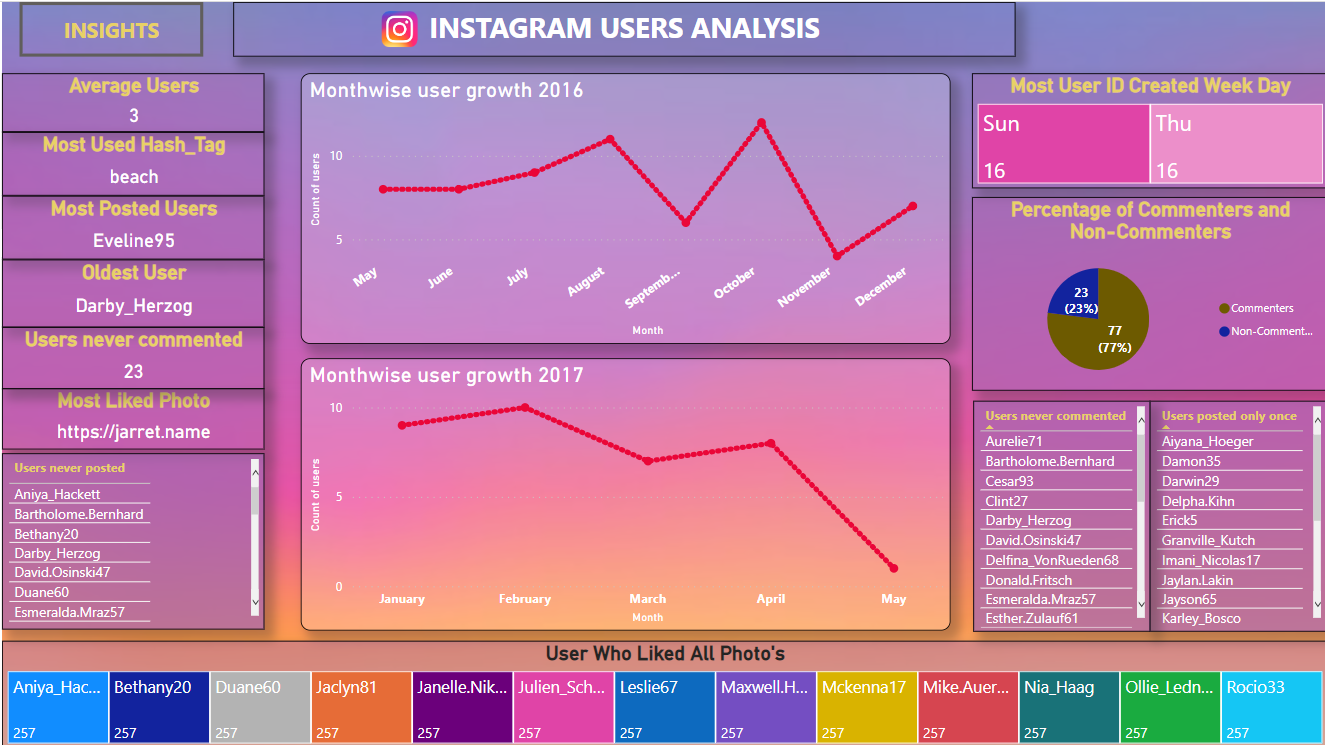 INSIGHTS
INSTAGRAM USERS ANALYSIS
Average Users
3
Most Used Hash_Tag
beach
Most Posted Users
Eveline95
Oldest User
Darby_Herzog
Users never commented
23
Most Liked Photo
https://jarret.name
Users never posted
Aniya_Hackett
Bartholome.Bernhard
Bethany20
Darby_Herzog
David.Osinski47
Duane60
Esmeralda.Mraz57
Monthwise user growth 2016
Count of users
10
5
May
June
July
August
Septemb...
October
November
December
Month
Monthwise user growth 2017
Count of users
10
5
0
January
February
March
April
May
Month
Most User ID Created Week Day
Sun
16
Thu
16
Percentage of Commenters and
Non-Commenters
23
(23%)
77
(77%)
Commenters
Non-Comment...
Users never commented
Aurelie71
Bartholome.Bernhard
Cesar93
Clint27
Darby_Herzog
David.Osinski47
Delfina_VonRueden68
Donald.Fritsch
Esmeralda.Mraz57
Esther.Zulauf61
Users posted only once
Aiyana_Hoeger
Damon35
Darwin29
Delpha.Kihn
Erick5
Granville_Kutch
Imani_Nicolas17
Jaylan.Lakin
Jayson65
Karley_Bosco
User Who Liked All Photo's
Aniya_Hac...
257
Bethany20
257
Duane60
257
Jaclyn81
257
Janelle.Nik...
257
Julien_Sch...
257
Leslie67
257
Maxwell.H...
257
Mckenna17
257
Mike.Auer...
257
Nia_Haag
257
Ollie_Ledn...
257
Rocio33
257